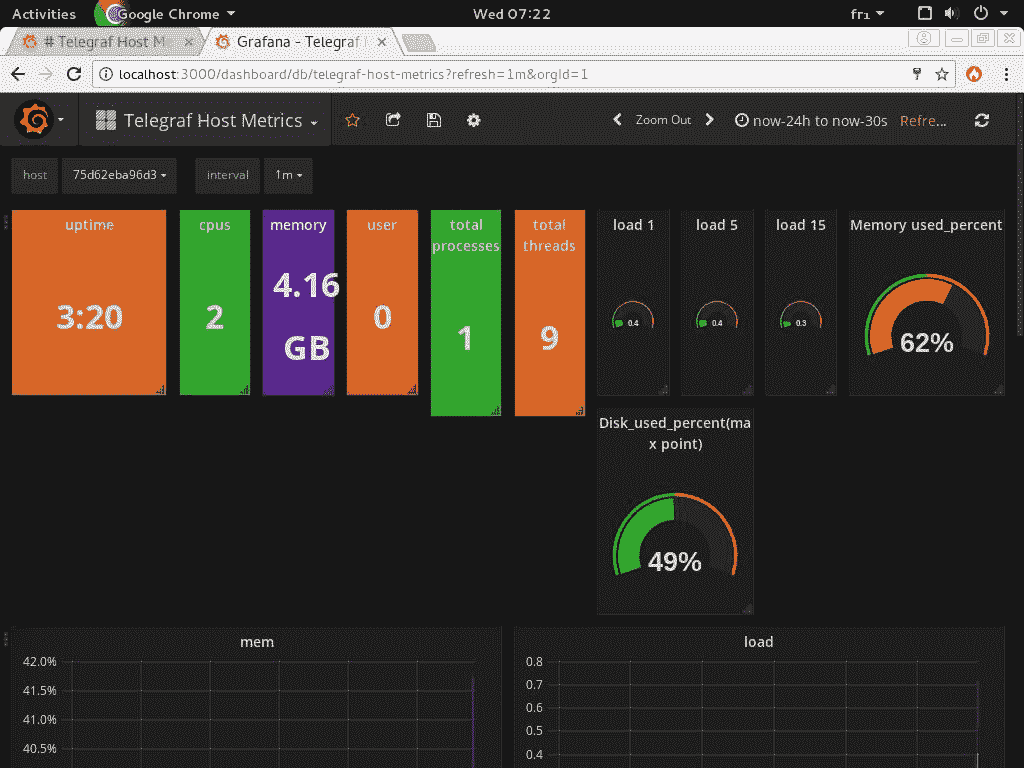 Activities Google Chrome Wed 07:22 fr₁
# Telegraf Host M Grafana - Telegraf
localhost:3000/dashboard/db/telegraf-host-metrics?refresh=1m&orgId=1
Telegraf Host Metrics Zoom Out now-24h to now-30s Refre...
host 75d62eba96d3 interval 1m
uptime
3:20
cpus
2
memory
4.16
GB
user
0
total
processes
1
total
threads
9
load 1
0.4
load 5
0.4
load 15
0.3
Memory used_percent
62%
Disk_used_percent(ma
x point)
49%
mem
42.0%
41.5%
41.0%
40.5%
load
0.8
0.7
0.6
0.5
0.4